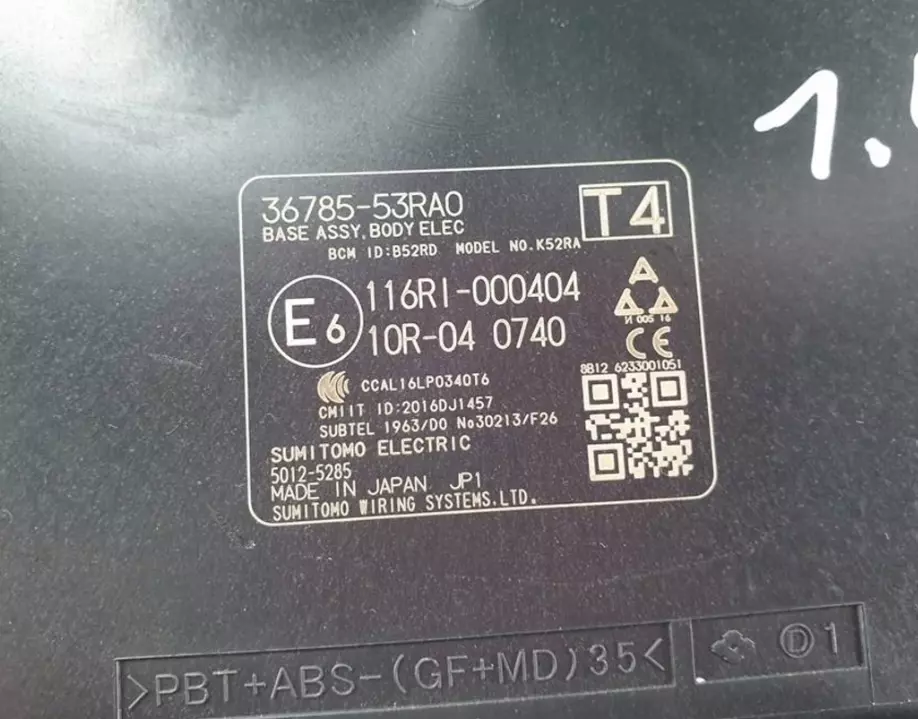 1.
36785-53RA0
T4
BASE ASSY, BODY ELEC
BCM ID:B52RD MODEL NO.K52RA
E6
116RI-000404
10R-04 0740
A
И 005 16
CE
8B12 6233001051
CCAL16LP0340T6
CMIIT ID:2016DJ1457
SUBTEL 1963/DO No30213/F26
SUMITOMO ELECTRIC
5012-5285
MADE IN JAPAN JP1
SUMITOMO WIRING SYSTEMS,LTD.
>PBT+ABS-(GF+MD)35<
D1